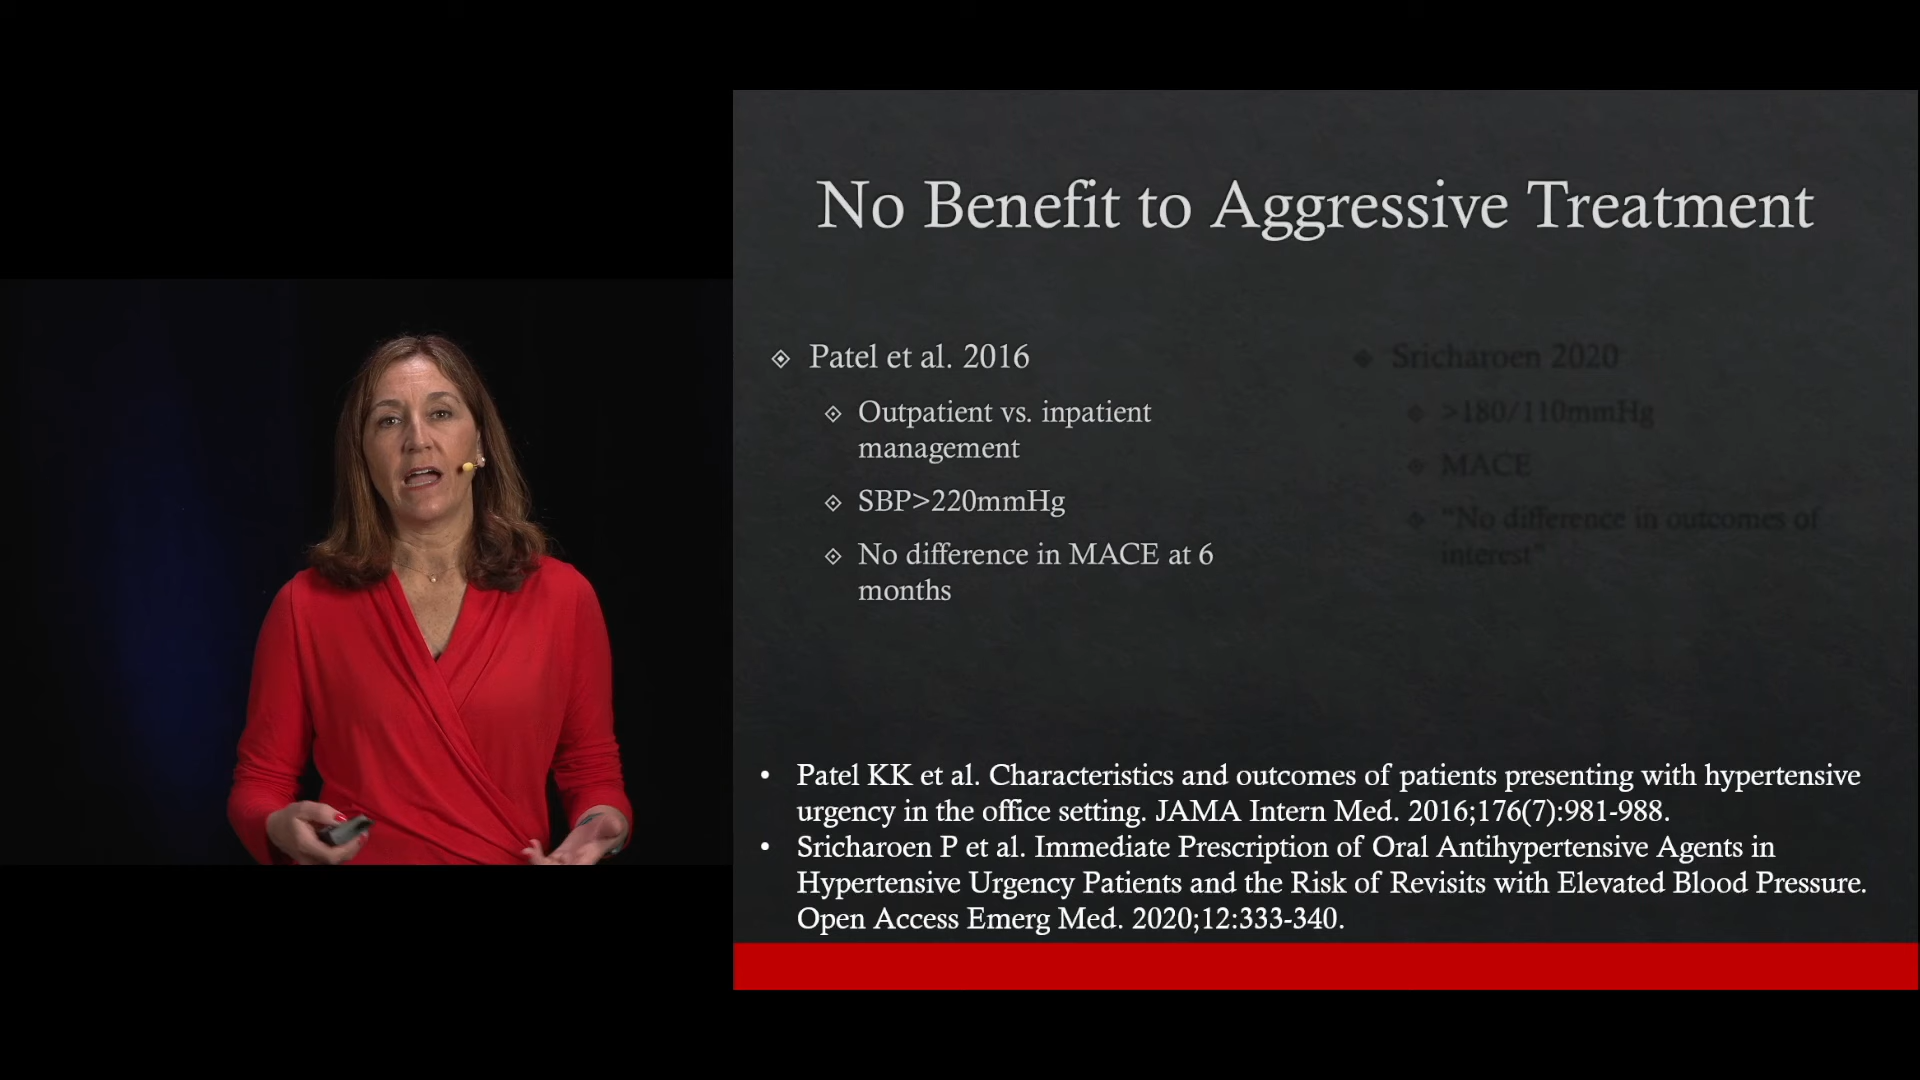 No Benefit to Aggressive Treatment
Patel et al. 2016
Outpatient vs. inpatient
management
SBP>220mmHg
No difference in MACE at 6
months
Sricharoen 2020
>180/110mmHg
MACE
"No difference in outcomes of
interest"
• Patel KK et al. Characteristics and outcomes of patients presenting with hypertensive
urgency in the office setting. JAMA Intern Med. 2016;176(7):981-988.
• Sricharoen P et al. Immediate Prescription of Oral Antihypertensive Agents in
Hypertensive Urgency Patients and the Risk of Revisits with Elevated Blood Pressure.
Open Access Emerg Med. 2020;12:333-340.